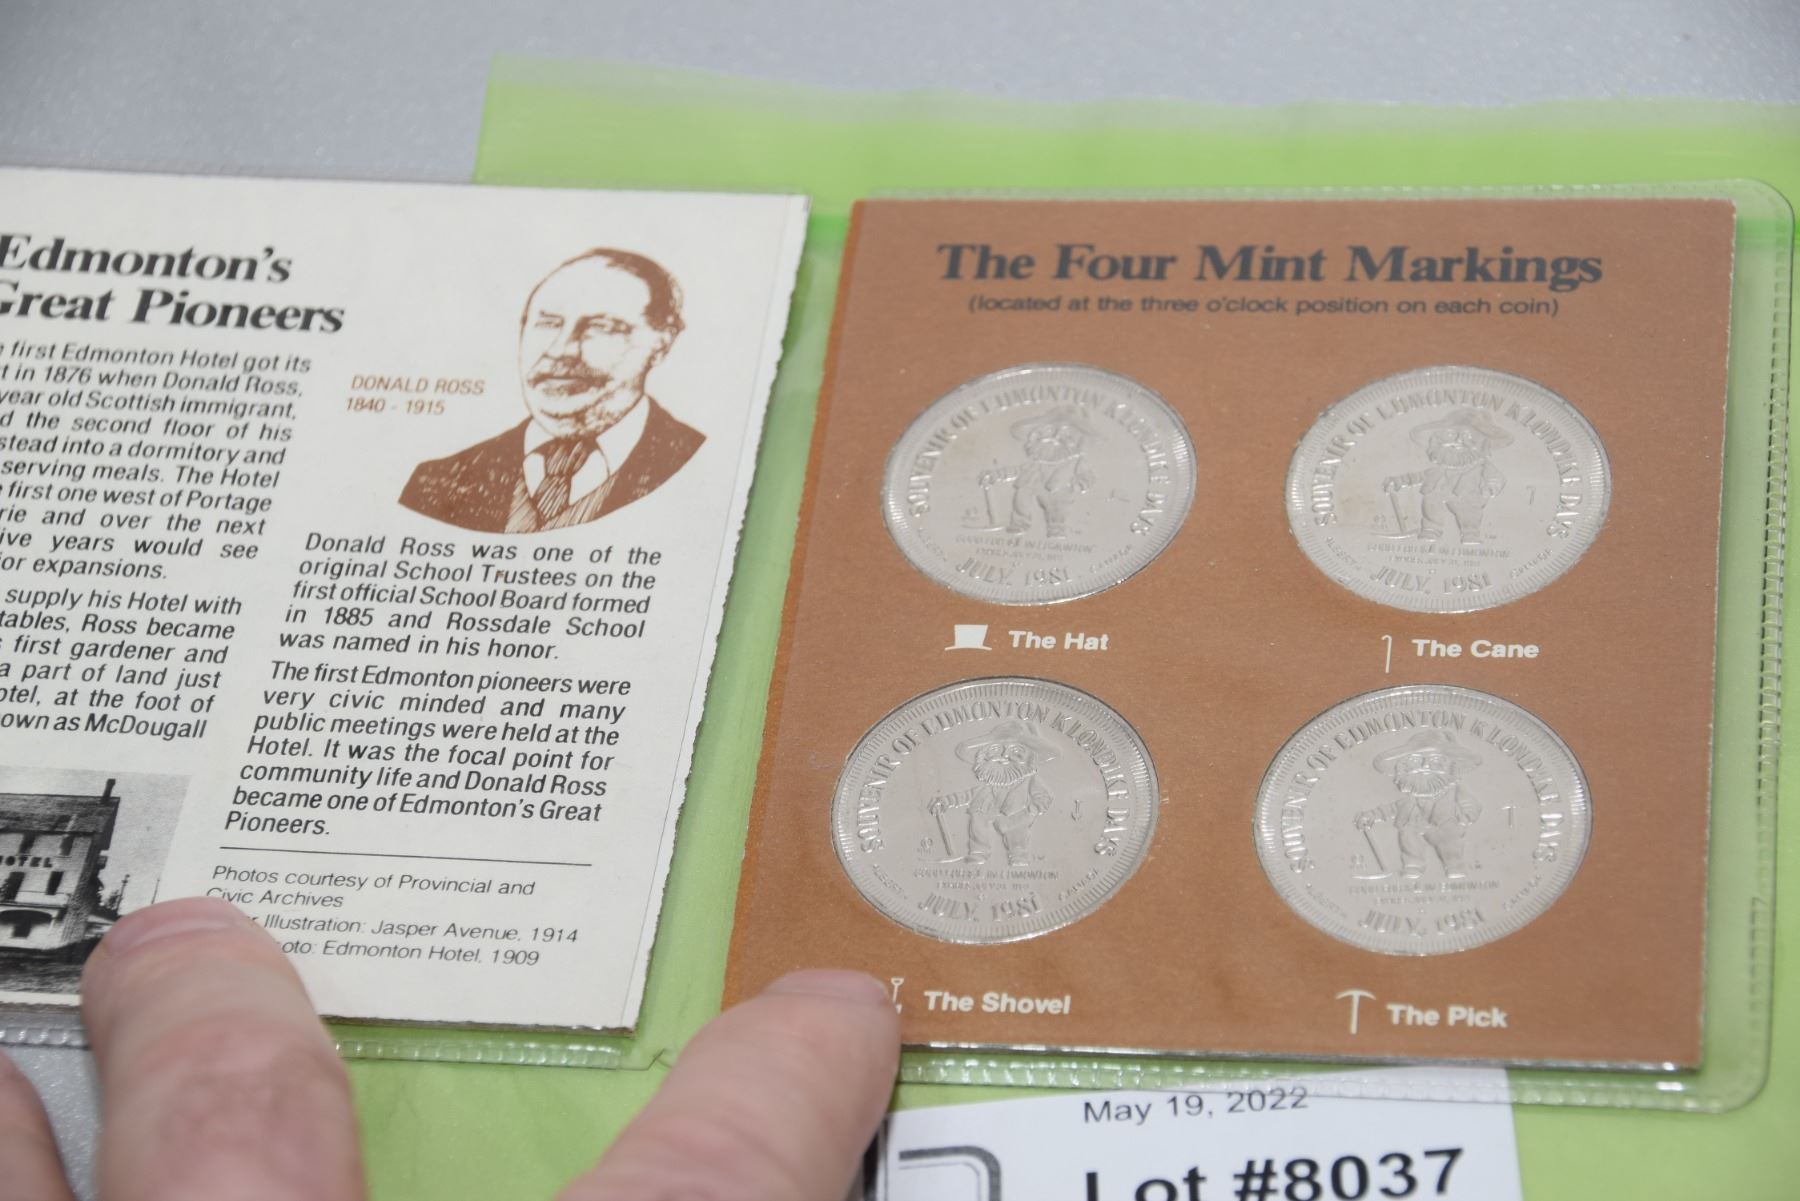 Edmonton's
Great Pioneers
first Edmonton Hotel got its
in 1876 when Donald Ross,
year old Scottish immigrant,
the second floor of his
into a dormitory and
serving meals. The Hotel
first one west of Portage
and over the next
years would see
expansions.
supply his Hotel with
Ross became
first gardener and
a part of land just
at the foot of
as McDougall
HOTEL
DONALD ROSS
1840 - 1915
Donald Ross was one of the
original School Trustees on the
first official School Board formed
in 1885 and Rossdale School
was named in his honor.
The first Edmonton pioneers were
very civic minded and many
public meetings were held at the
Hotel. It was the focal point for
community life and Donald Ross
became one of Edmonton's Great
Pioneers.
Photos courtesy of Provincial and
Civic Archives
Illustration: Jasper Avenue, 1914
Edmonton Hotel, 1909
The Four Mint Markings
(located at the three o'clock position on each coin)
SOUVENIR OF EDMONTON KLONDIKE DAYS
JULY, 1981
The Hat
SOUVENIR OF EDMONTON KLONDIKE DAYS
JULY, 1981
The Cane
SOUVENIR OF EDMONTON KLONDIKE DAYS
JULY, 1981
The Shovel
SOUVENIR OF EDMONTON KLONDIKE DAYS
JULY, 1981
The Pick
May 19, 2022
Lot #8037